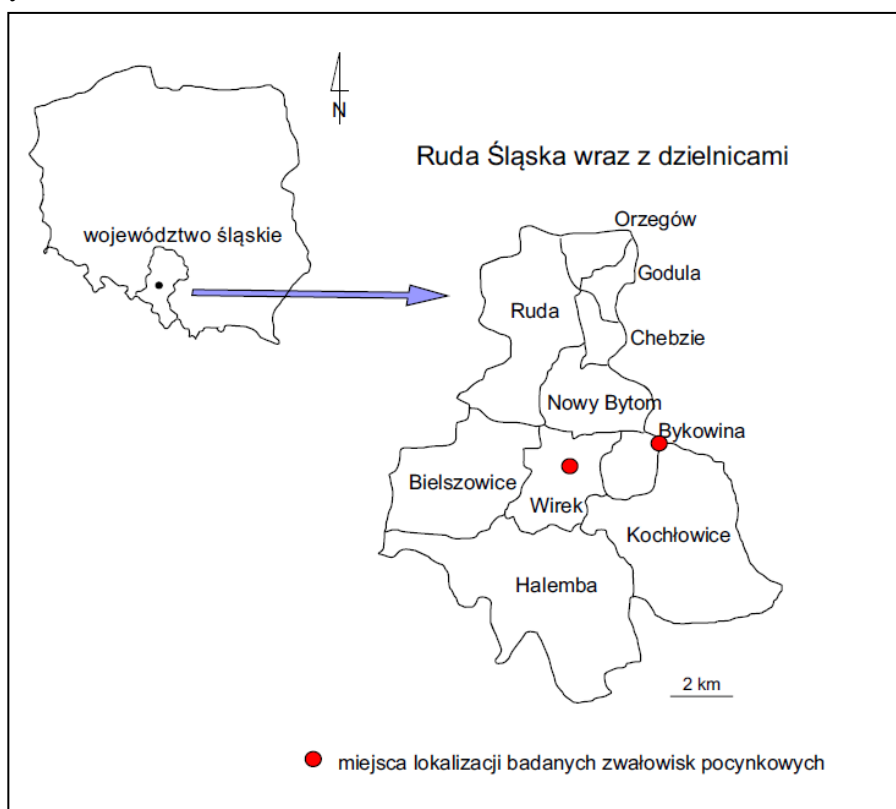 N
Ruda Śląska wraz z dzielnicami
województwo śląskie
Orzegów
Godula
Ruda
Chebzie
Nowy Bytom
Bykowina
Bielszowice
Wirek
Kochłowice
Halemba
2 km
miejsca lokalizacji badanych zwałowisk pocynkowych